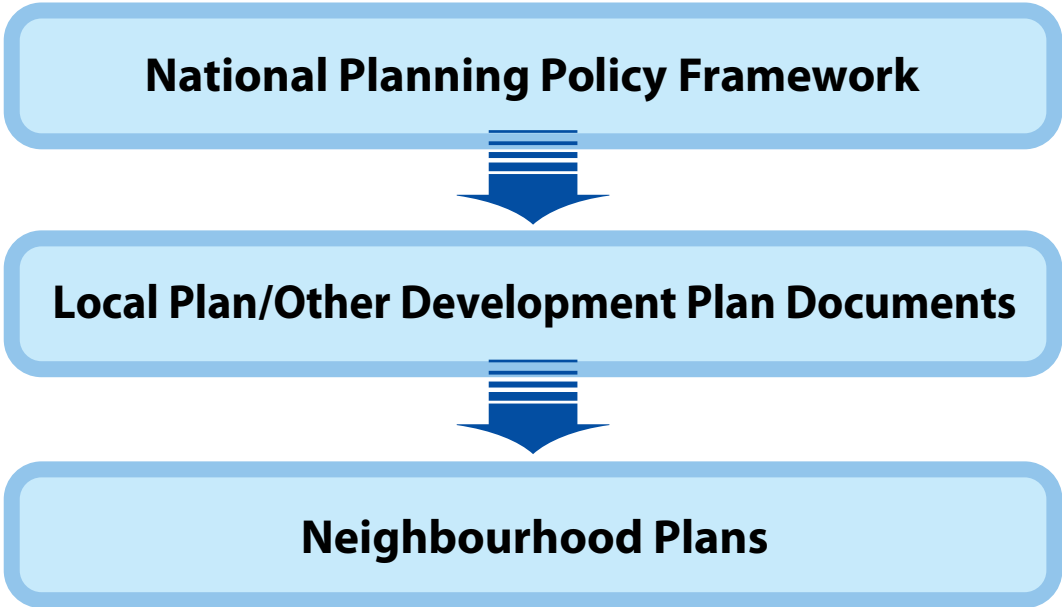 National Planning Policy Framework
Local Plan/Other Development Plan Documents
Neighbourhood Plans